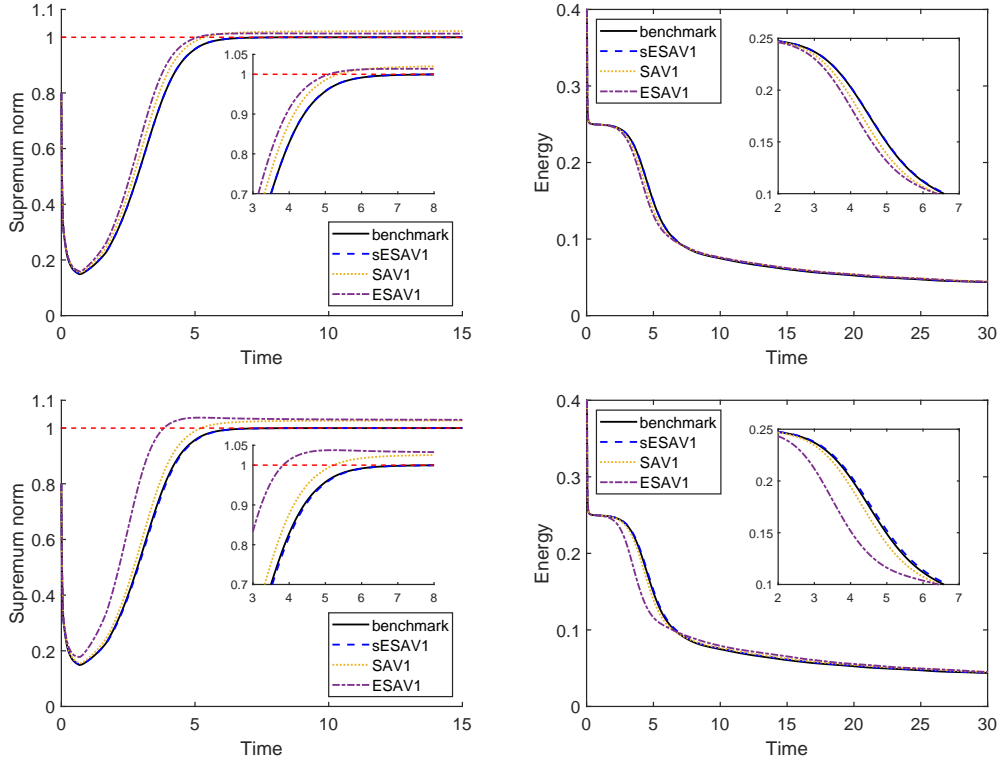 1.1
1
0.8
0.6
0.4
0.2
0
Supremum norm
0 5 10 15
Time
1.05
1
0.9
0.8
0.7
3 4 5 6 7 8
benchmark
sESAV1
SAV1
ESAV1
0.4
0.3
0.2
0.1
0
Energy
0 5 10 15 20 25 30
Time
benchmark
sESAV1
SAV1
ESAV1
0.25
0.2
0.15
0.1
2 3 4 5 6 7
1.1
1
0.8
0.6
0.4
0.2
0
Supremum norm
0 5 10 15
Time
1.05
1
0.9
0.8
0.7
3 4 5 6 7 8
benchmark
sESAV1
SAV1
ESAV1
0.4
0.3
0.2
0.1
0
Energy
0 5 10 15 20 25 30
Time
benchmark
sESAV1
SAV1
ESAV1
0.25
0.2
0.15
0.1
2 3 4 5 6 7